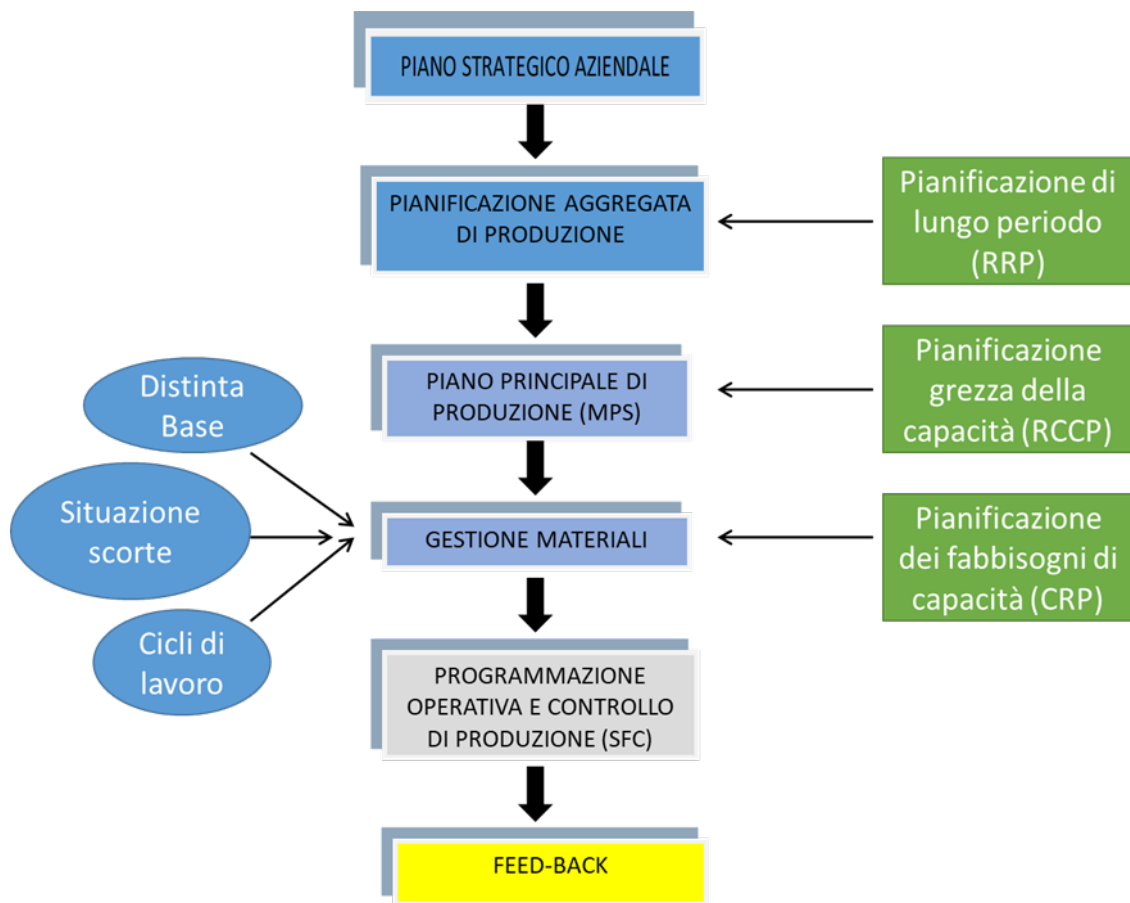 PIANO STRATEGICO AZIENDALE
PIANIFICAZIONE AGGREGATA
DI PRODUZIONE
Pianificazione di
lungo periodo
(RRP)
PIANO PRINCIPALE DI
PRODUZIONE (MPS)
Pianificazione
grezza della
capacità (RCCP)
Distinta
Base
Situazione
scorte
Cicli di
lavoro
GESTIONE MATERIALI
Pianificazione
dei fabbisogni di
capacità (CRP)
PROGRAMMAZIONE
OPERATIVA E CONTROLLO
DI PRODUZIONE (SFC)
FEED-BACK